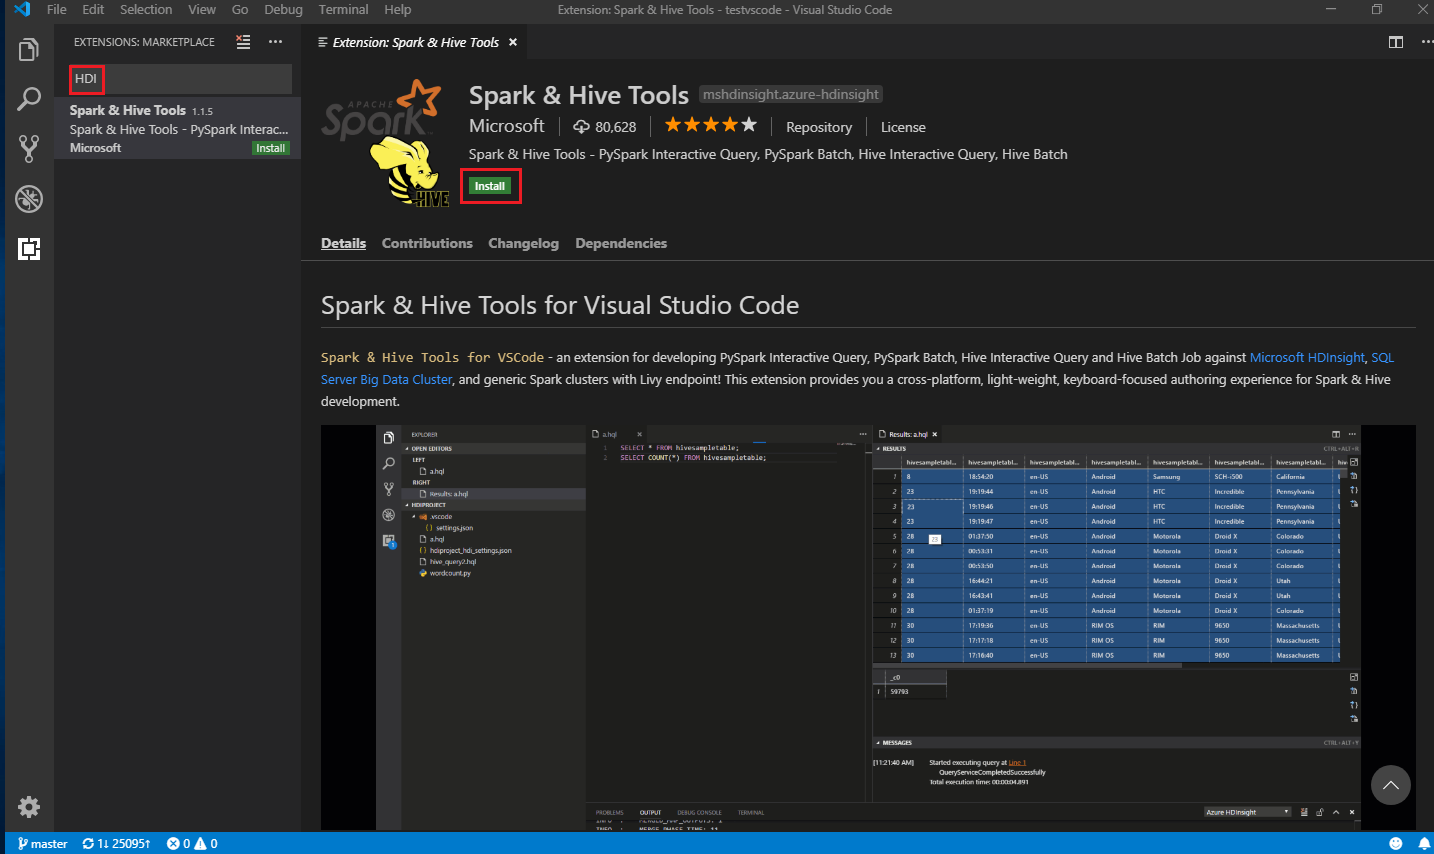 File Edit Selection View Go Debug Terminal Help
Extension: Spark & Hive Tools - testvscode - Visual Studio Code
EXTENSIONS: MARKETPLACE
HDI
Spark & Hive Tools 1.1.5
Spark & Hive Tools - PySpark Interac...
Microsoft Install
Extension: Spark & Hive Tools
APACHE
Spark
HIVE
Spark & Hive Tools mshdinsight.azure-hdinsight
Microsoft 80,628 Repository License
Spark & Hive Tools - PySpark Interactive Query, PySpark Batch, Hive Interactive Query, Hive Batch
Install
Details Contributions Changelog Dependencies
Spark & Hive Tools for Visual Studio Code
Spark & Hive Tools for VSCode - an extension for developing PySpark Interactive Query, PySpark Batch, Hive Interactive Query and Hive Batch Job against Microsoft HDInsight, SQL
Server Big Data Cluster, and generic Spark clusters with Livy endpoint! This extension provides you a cross-platform, light-weight, keyboard-focused authoring experience for Spark & Hive
development.
EXPLORER
OPEN EDITORS
LEFT
a.hql
RIGHT
Results: a.hql
HDIPROJECT
.vscode
settings.json
a.hql
hdiproject_hdi_settings.json
hive_query2.hql
wordcount.py
a.hql
1 SELECT * FROM hivesampletable;
2 SELECT COUNT(*) FROM hivesampletable;
Results: a.hql
RESULTS CTRL+ALT+R
hivesampletabl... hivesampletabl... hivesampletabl... hivesampletabl... hivesampletabl... hivesampletabl... hivesampletabl... hiv
1 8 18:54:20 en-US Android Samsung SCH-i500 California
2 23 19:19:44 en-US Android HTC Incredible Pennsylvania
3 23 19:19:46 en-US Android HTC Incredible Pennsylvania
4 23 19:19:47 en-US Android HTC Incredible Pennsylvania
5 28 01:37:50 en-US Android Motorola Droid X Colorado
6 28 00:53:31 en-US Android Motorola Droid X Colorado
7 28 00:53:50 en-US Android Motorola Droid X Colorado
8 28 16:44:21 en-US Android Motorola Droid X Utah
9 28 16:43:41 en-US Android Motorola Droid X Utah
10 28 01:37:19 en-US Android Motorola Droid X Colorado
11 30 17:19:36 en-US RIM OS RIM 9650 Massachusetts
12 30 17:17:18 en-US RIM OS RIM 9650 Massachusetts
13 30 17:16:40 en-US RIM OS RIM 9650 Massachusetts
_c0
1 59793
MESSAGES CTRL+ALT+Y
[11:21:40 AM] Started executing query at Line 1
QueryServiceCompletedSuccessfully
Total execution time: 00:00:04.891
PROBLEMS OUTPUT DEBUG CONSOLE TERMINAL Azure HDInsight
INFO : MERGE_PHASE_TIME: 11
master 1↓ 25095↑ 0 0